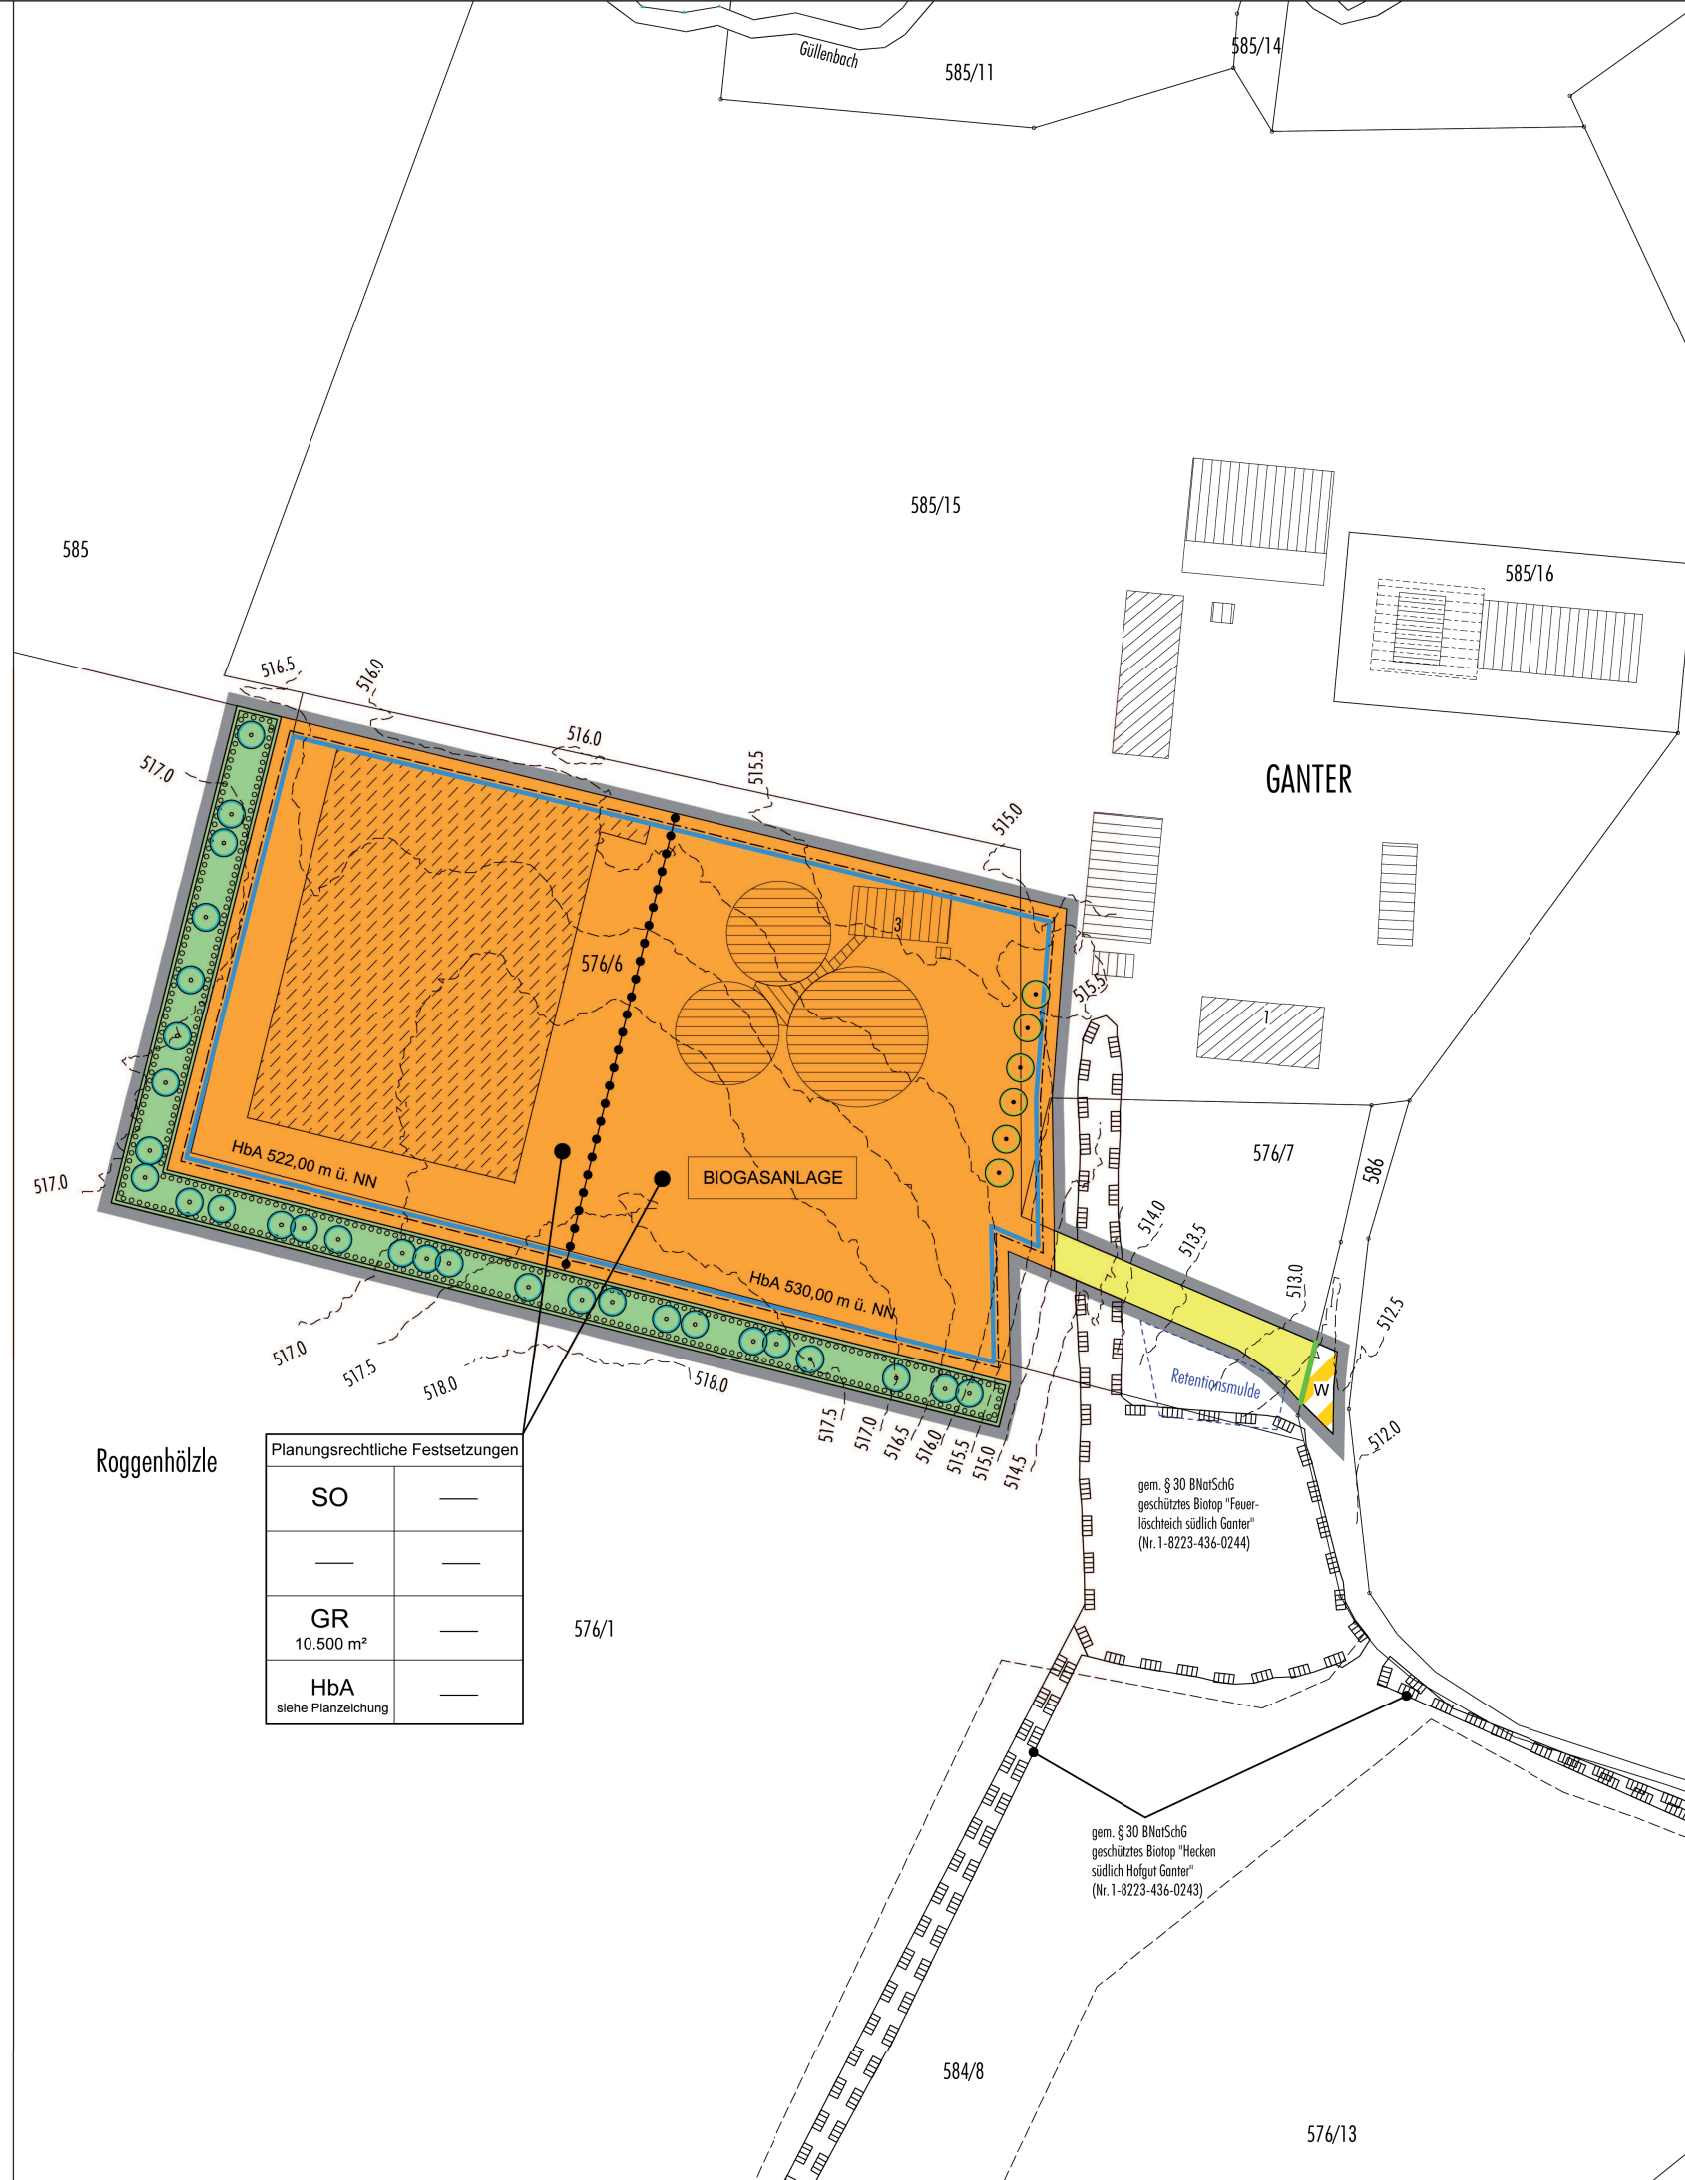 Güllenbach
585/11
585/14
585/15
585
585/16
516.5
516.0
516.0
515.5
515.0
517.0
GANTER
3
576/6
515.5
1
576/7
586
HbA 522,00 m ü. NN
BIOGASANLAGE
517.0
514.0
513.5
513.0
512.5
HbA 530,00 m ü. NN
517.0
517.5
518.0
518.0
Retentionsmulde
W
517.5
517.0
516.5
516.0
515.5
515.0
514.5
512.0
Roggenhölzle
Planungsrechtliche Festsetzungen
SO —
— —
GR —
10.500 m²
HbA —
siehe Planzeichung
gem. § 30 BNatSchG
geschütztes Biotop "Feuer-
löschteich südlich Ganter"
(Nr.1-8223-436-0244)
576/1
gem. § 30 BNatSchG
geschütztes Biotop "Hecken
südlich Hofgut Ganter"
(Nr.1-8223-436-0243)
584/8
576/13